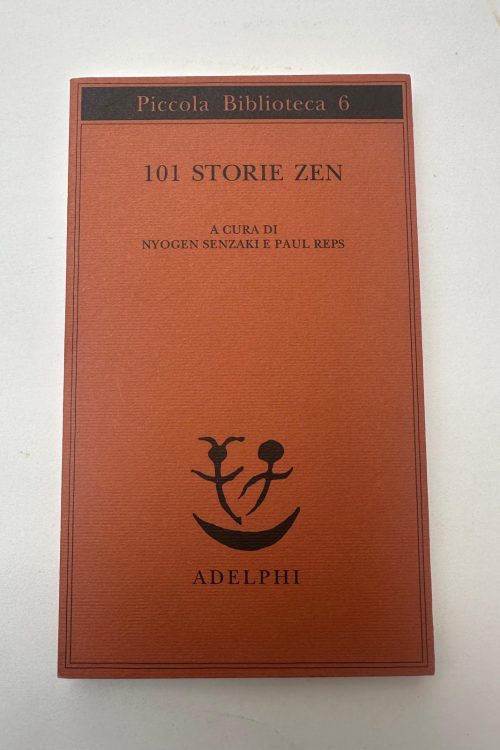 Piccola Biblioteca 6
101 STORIE ZEN
A CURA DI
NYOGEN SENZAKI E PAUL REPS
ADELPHI